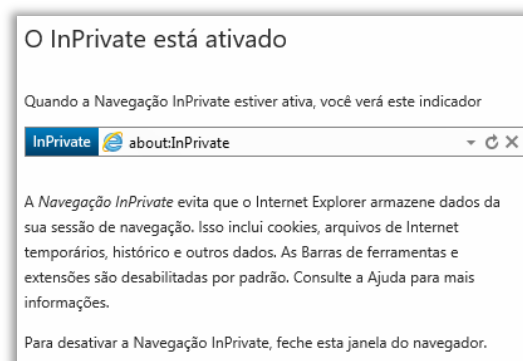 O InPrivate está ativado
Quando a Navegação InPrivate estiver ativa, você verá este indicador
InPrivate about:InPrivate
A Navegação InPrivate evita que o Internet Explorer armazene dados da
sua sessão de navegação. Isso inclui cookies, arquivos de Internet
temporários, histórico e outros dados. As Barras de ferramentas e
extensões são desabilitadas por padrão. Consulte a Ajuda para mais
informações.
Para desativar a Navegação InPrivate, feche esta janela do navegador.